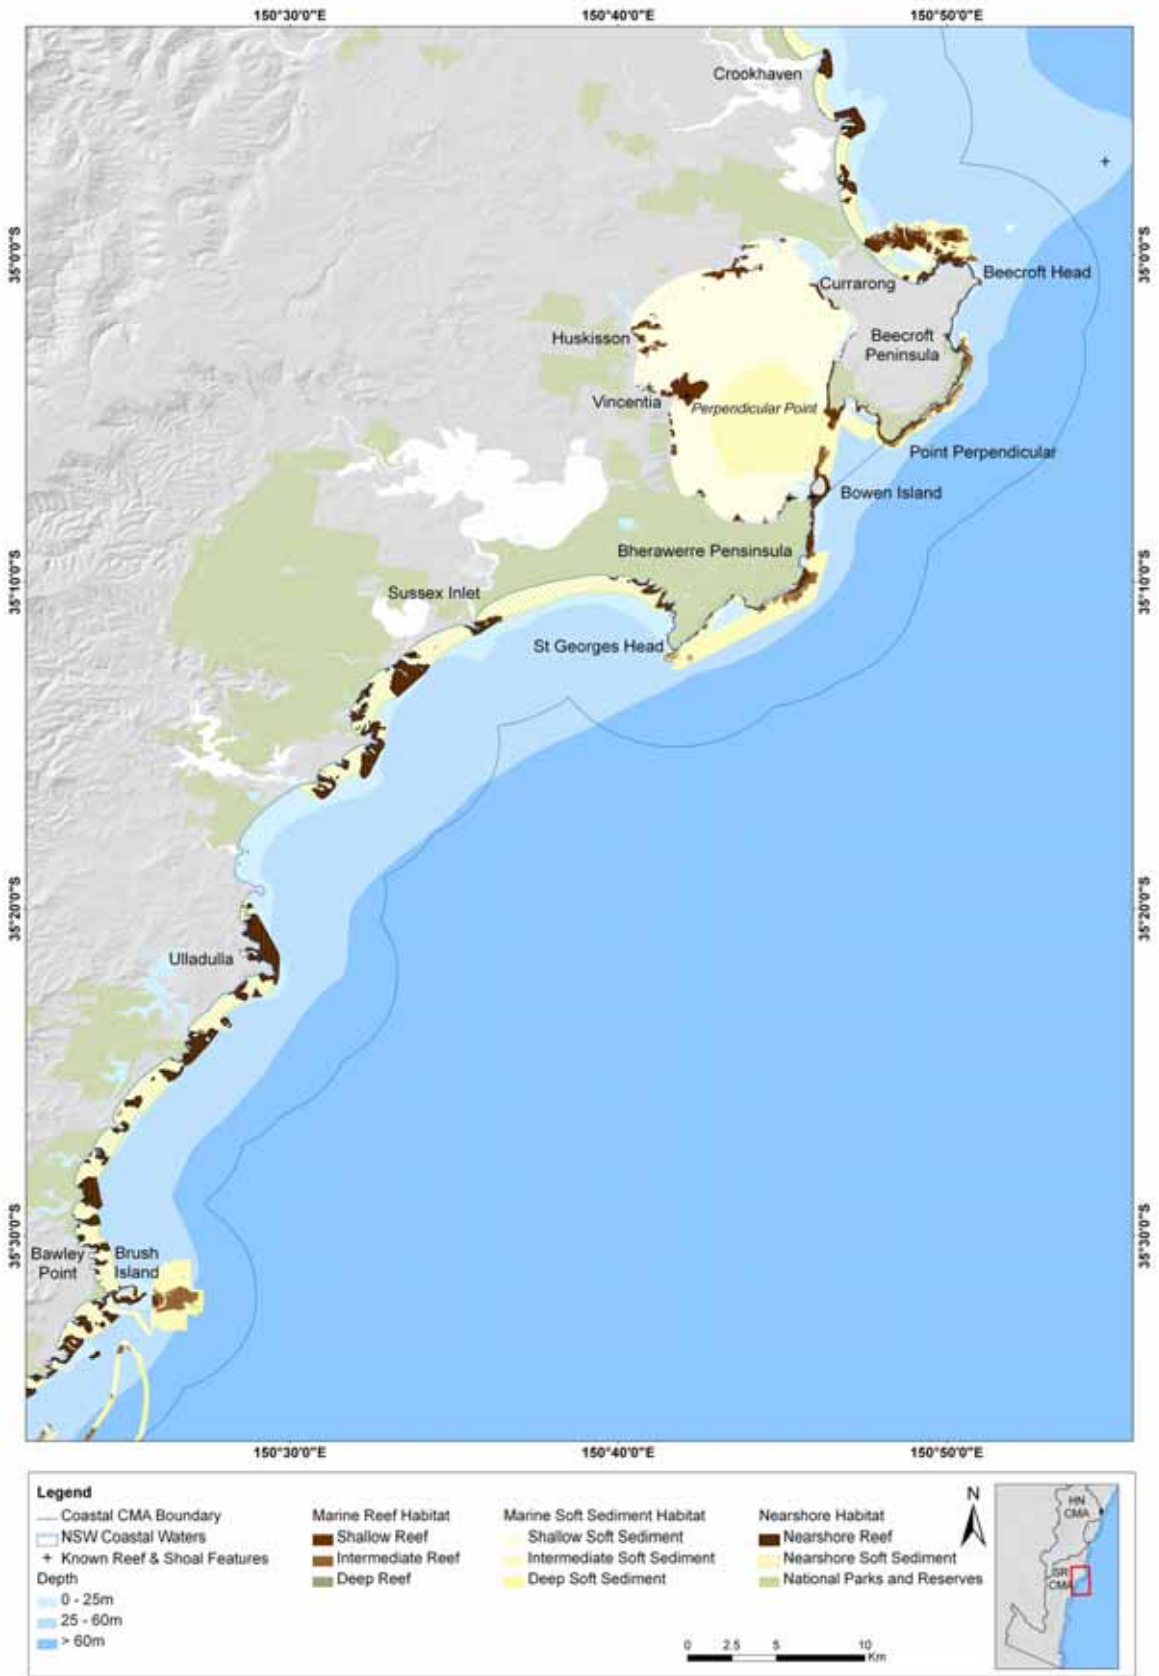 150°30'0"E
150°40'0"E
150°50'0"E
Crookhaven
35°0'0"S
35°0'0"S
Beecroft Head
Currarong
Huskisson
Beecroft
Peninsula
Vincentia
Perpendicular Point
Point Perpendicular
Bowen Island
Bherawerre Pensinsula
35°10'0"S
35°10'0"S
Sussex Inlet
St Georges Head
35°20'0"S
35°20'0"S
Ulladulla
35°30'0"S
35°30'0"S
Bawley
Point
Brush
Island
150°30'0"E
150°40'0"E
150°50'0"E
Legend
Coastal CMA Boundary
NSW Coastal Waters
Known Reef & Shoal Features
Depth
0 - 25m
25 - 60m
> 60m
Marine Reef Habitat
Shallow Reef
Intermediate Reef
Deep Reef
Marine Soft Sediment Habitat
Shallow Soft Sediment
Intermediate Soft Sediment
Deep Soft Sediment
Nearshore Habitat
Nearshore Reef
Nearshore Soft Sediment
National Parks and Reserves
0 2.5 5 10
Km
N
HN
CMA
SR
CMA